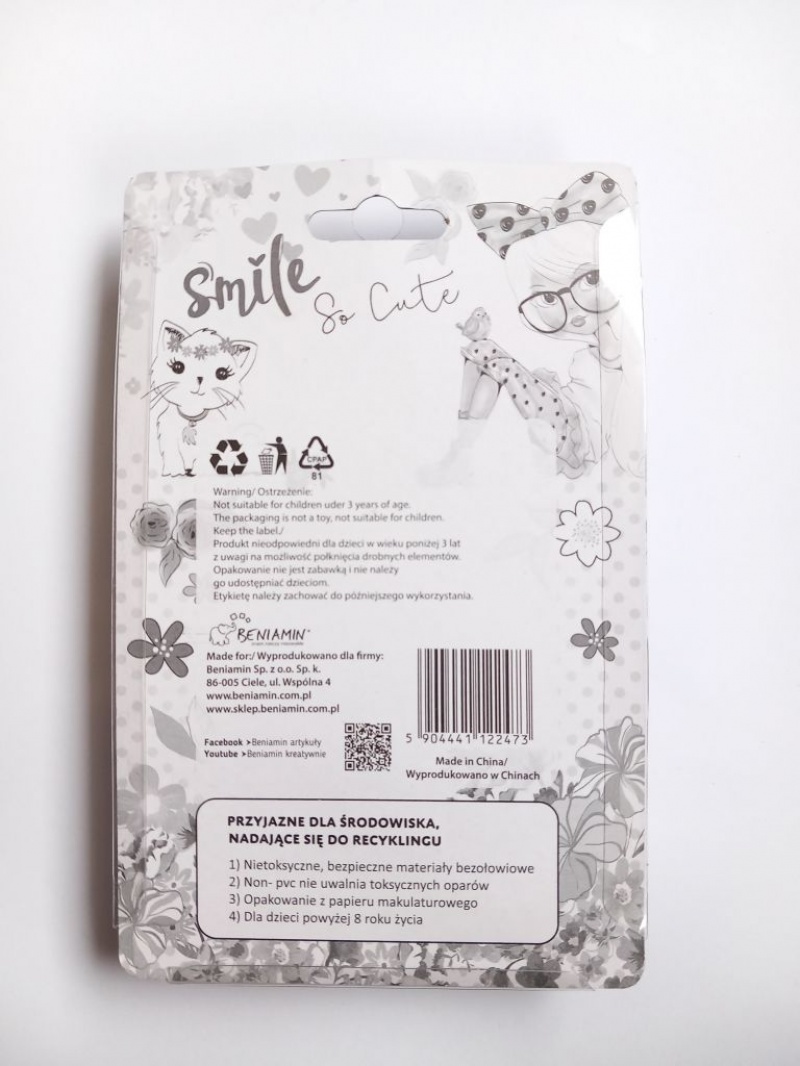 smile
So Cute
CPAP
81
Warning/ Ostrzeżenie:
Not suitable for children uder 3 years of age.
The packaging is not a toy, not suitable for children.
Keep the label./
Produkt nieodpowiedni dla dzieci w wieku poniżej 3 lat
z uwagi na możliwość połknięcia drobnych elementów.
Opakowanie nie jest zabawką i nie należy
go udostępniać dzieciom.
Etykietę należy zachować do późniejszego wykorzystania.
BENIAMIN
Made for:/ Wyprodukowano dla firmy:
Beniamin Sp. z o.o. Sp. k.
86-005 Ciele, ul. Wspólna 4
www.beniamin.com.pl
www.sklep.beniamin.com.pl
Facebook >Beniamin artykuły
Youtube >Beniamin kreatywnie
5 904441 122473
Made in China/
Wyprodukowano w Chinach
PRZYJAZNE DLA ŚRODOWISKA,
NADAJĄCE SIĘ DO RECYKLINGU
1) Nietoksyczne, bezpieczne materiały bezołowiowe
2) Non- pvc nie uwalnia toksycznych oparów
3) Opakowanie z papieru makulaturowego
4) Dla dzieci powyżej 8 roku życia